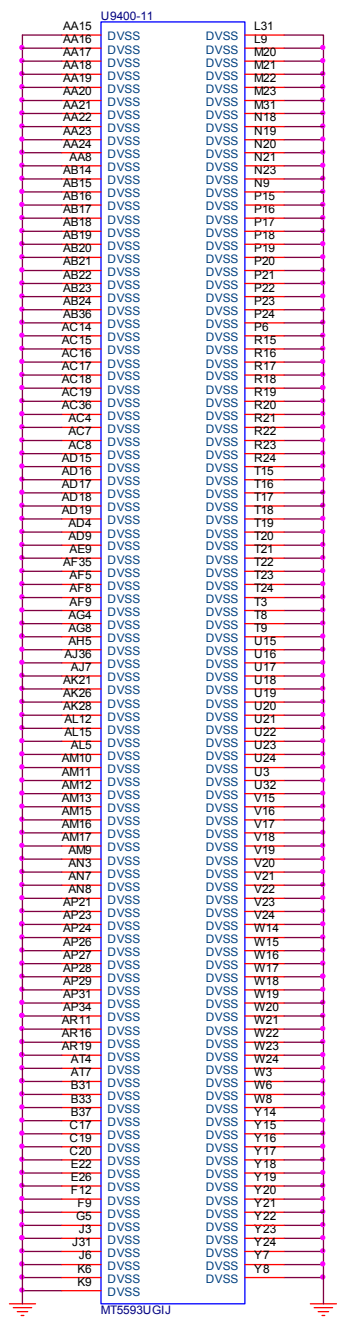 U9400-11
AA15 DVSS DVSS L31
AA16 DVSS DVSS L9
AA17 DVSS DVSS M20
AA18 DVSS DVSS M21
AA19 DVSS DVSS M22
AA20 DVSS DVSS M23
AA21 DVSS DVSS M31
AA22 DVSS DVSS N18
AA23 DVSS DVSS N19
AA24 DVSS DVSS N20
AA8 DVSS DVSS N21
AB14 DVSS DVSS N23
AB15 DVSS DVSS N9
AB16 DVSS DVSS P15
AB17 DVSS DVSS P16
AB18 DVSS DVSS P17
AB19 DVSS DVSS P18
AB20 DVSS DVSS P19
AB21 DVSS DVSS P20
AB22 DVSS DVSS P21
AB23 DVSS DVSS P22
AB24 DVSS DVSS P23
AB36 DVSS DVSS P24
AC14 DVSS DVSS P6
AC15 DVSS DVSS R15
AC16 DVSS DVSS R16
AC17 DVSS DVSS R17
AC18 DVSS DVSS R18
AC19 DVSS DVSS R19
AC36 DVSS DVSS R20
AC4 DVSS DVSS R21
AC7 DVSS DVSS R22
AC8 DVSS DVSS R23
AD15 DVSS DVSS R24
AD16 DVSS DVSS T15
AD17 DVSS DVSS T16
AD18 DVSS DVSS T17
AD19 DVSS DVSS T18
AD4 DVSS DVSS T19
AD9 DVSS DVSS T20
AE9 DVSS DVSS T21
AF35 DVSS DVSS T22
AF5 DVSS DVSS T23
AF8 DVSS DVSS T24
AF9 DVSS DVSS T3
AG4 DVSS DVSS T8
AG8 DVSS DVSS T9
AH5 DVSS DVSS U15
AJ36 DVSS DVSS U16
AJ7 DVSS DVSS U17
AK21 DVSS DVSS U18
AK26 DVSS DVSS U19
AK28 DVSS DVSS U20
AL12 DVSS DVSS U21
AL15 DVSS DVSS U22
AL5 DVSS DVSS U23
AM10 DVSS DVSS U24
AM11 DVSS DVSS U3
AM12 DVSS DVSS U32
AM13 DVSS DVSS V15
AM15 DVSS DVSS V16
AM16 DVSS DVSS V17
AM17 DVSS DVSS V18
AM9 DVSS DVSS V19
AN3 DVSS DVSS V20
AN7 DVSS DVSS V21
AN8 DVSS DVSS V22
AP21 DVSS DVSS V23
AP23 DVSS DVSS V24
AP24 DVSS DVSS W14
AP26 DVSS DVSS W15
AP27 DVSS DVSS W16
AP28 DVSS DVSS W17
AP29 DVSS DVSS W18
AP31 DVSS DVSS W19
AP34 DVSS DVSS W20
AR11 DVSS DVSS W21
AR16 DVSS DVSS W22
AR19 DVSS DVSS W23
AT4 DVSS DVSS W24
AT7 DVSS DVSS W3
B31 DVSS DVSS W6
B33 DVSS DVSS W8
B37 DVSS DVSS Y14
C17 DVSS DVSS Y15
C19 DVSS DVSS Y16
C20 DVSS DVSS Y17
E22 DVSS DVSS Y18
E26 DVSS DVSS Y19
F12 DVSS DVSS Y20
F9 DVSS DVSS Y21
G5 DVSS DVSS Y22
J3 DVSS DVSS Y23
J31 DVSS DVSS Y24
J6 DVSS DVSS Y7
K6 DVSS DVSS Y8
K9 DVSS
MT5593UGIJ